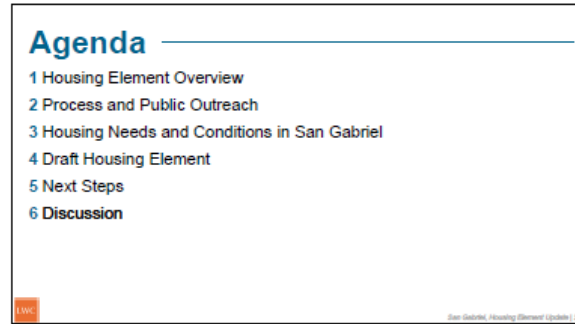 Agenda
1 Housing Element Overview
2 Process and Public Outreach
3 Housing Needs and Conditions in San Gabriel
4 Draft Housing Element
5 Next Steps
6 Discussion
LWC
San Gabriel, Housing Element Update |